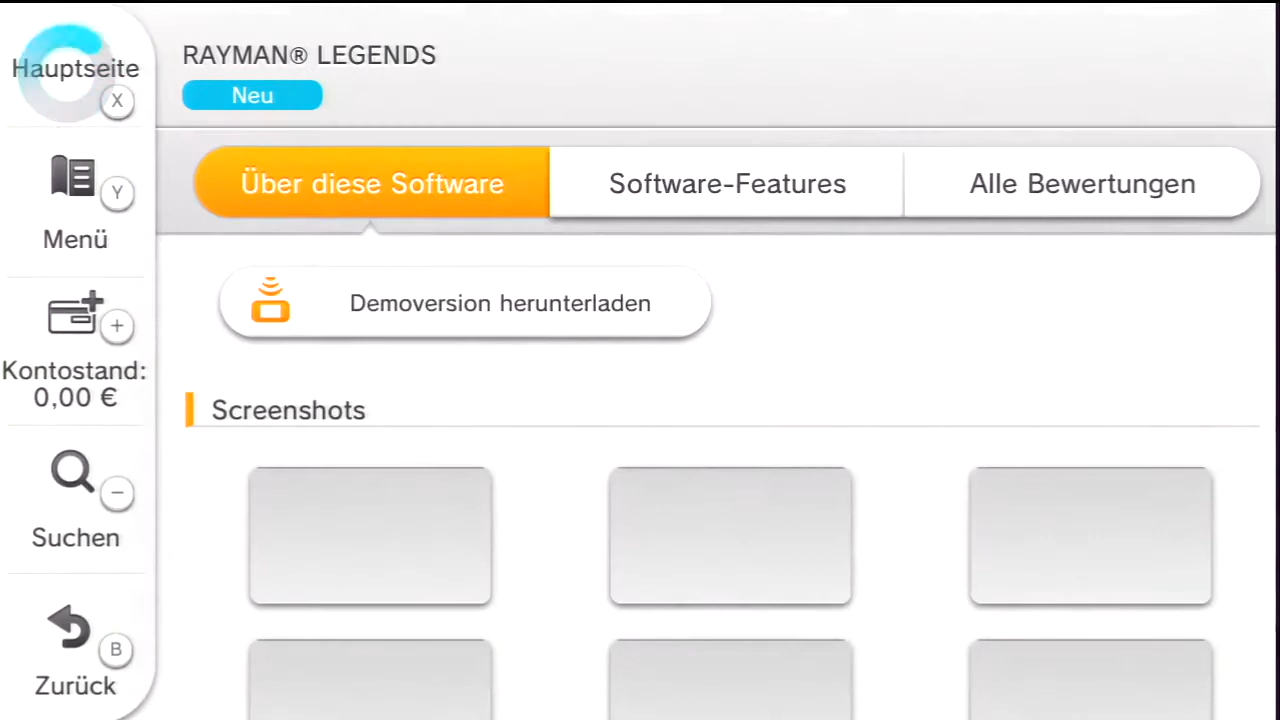 Hauptseite
X
Y
Menü
+
Kontostand:
0,00 €
−
Suchen
B
Zurück
RAYMAN® LEGENDS
Neu
Über diese Software
Software-Features
Alle Bewertungen
Demoversion herunterladen
Screenshots